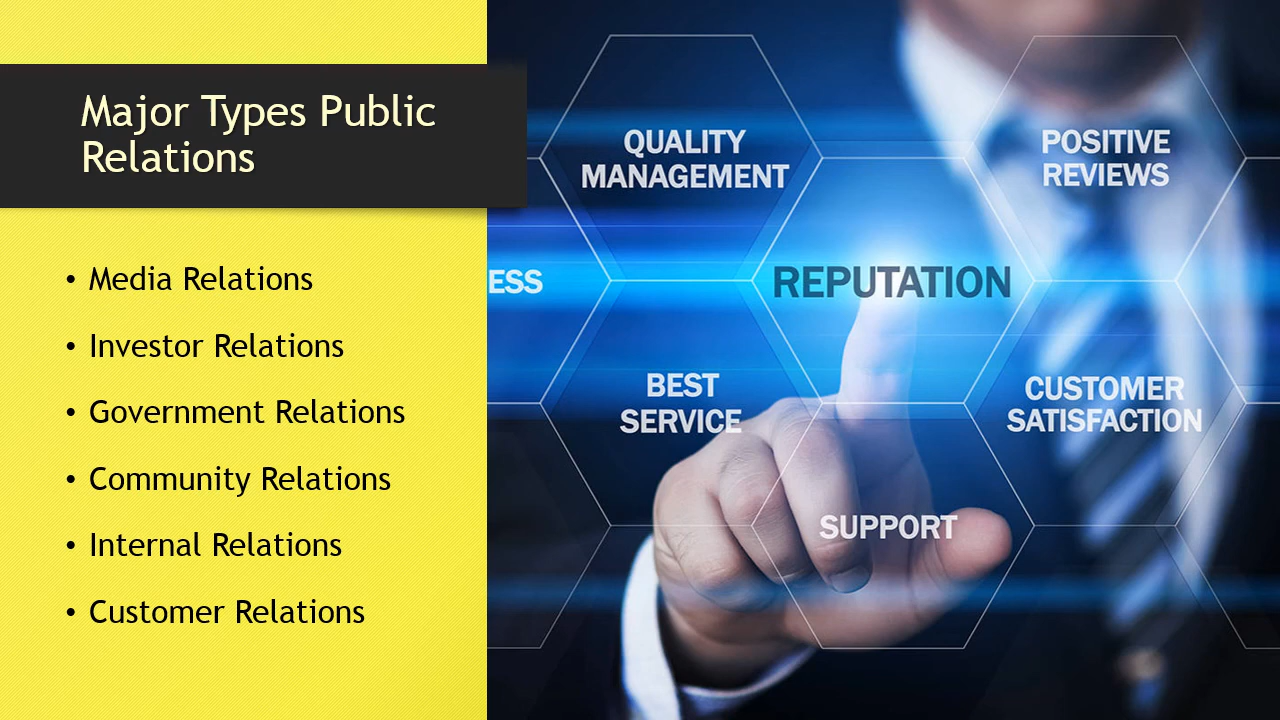 Major Types Public
Relations
• Media Relations
• Investor Relations
• Government Relations
• Community Relations
• Internal Relations
• Customer Relations
QUALITY
MANAGEMENT
POSITIVE
REVIEWS
ESS
REPUTATION
BEST
SERVICE
CUSTOMER
SATISFACTION
SUPPORT